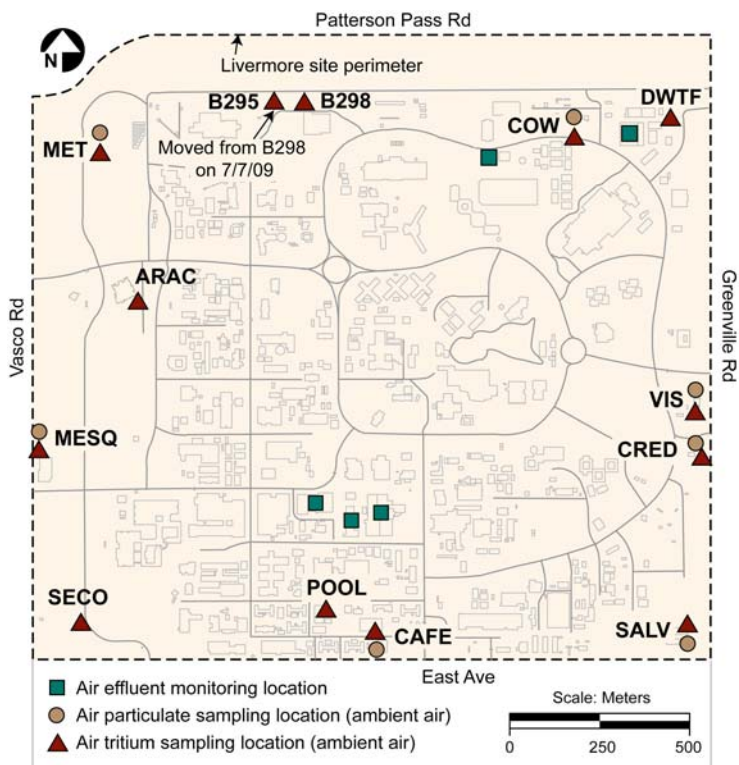 Patterson Pass Rd
N
Livermore site perimeter
B295
B298
DWTF
COW
Moved from B298
on 7/7/09
MET
ARAC
Vasco Rd
Greenville Rd
VIS
MESQ
CRED
SECO
POOL
CAFE
SALV
East Ave
Air effluent monitoring location
Air particulate sampling location (ambient air)
Air tritium sampling location (ambient air)
Scale: Meters
0 250 500